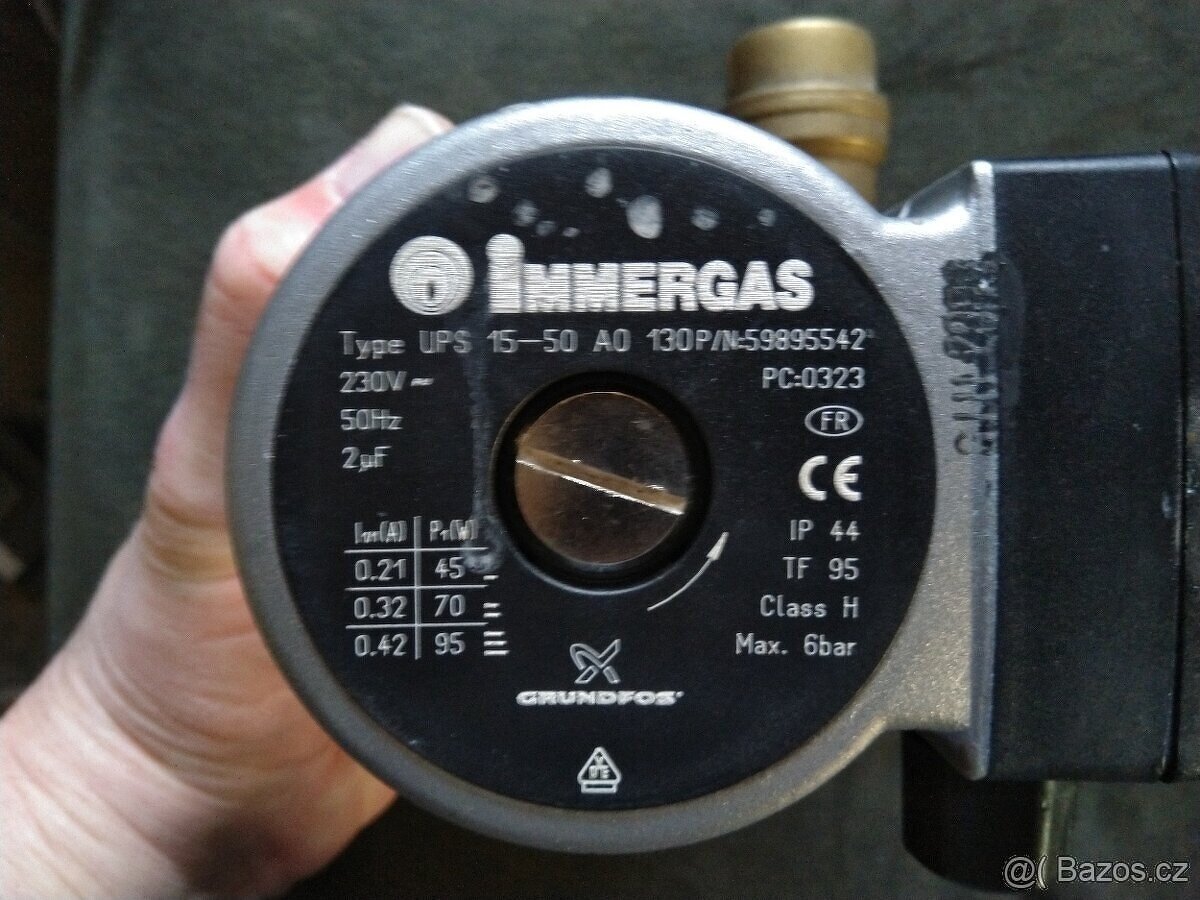 IMMERGAS
Type UPS 15-50 AO 130 P/N:59895542
230V ~ PC:0323
50Hz FR
2µF CE
I₁/₁(A) P₁(W) IP 44
0.21 45 TF 95
0.32 70 Class H
0.42 95 Max. 6bar
GRUNDFOS
@( Bazos.cz